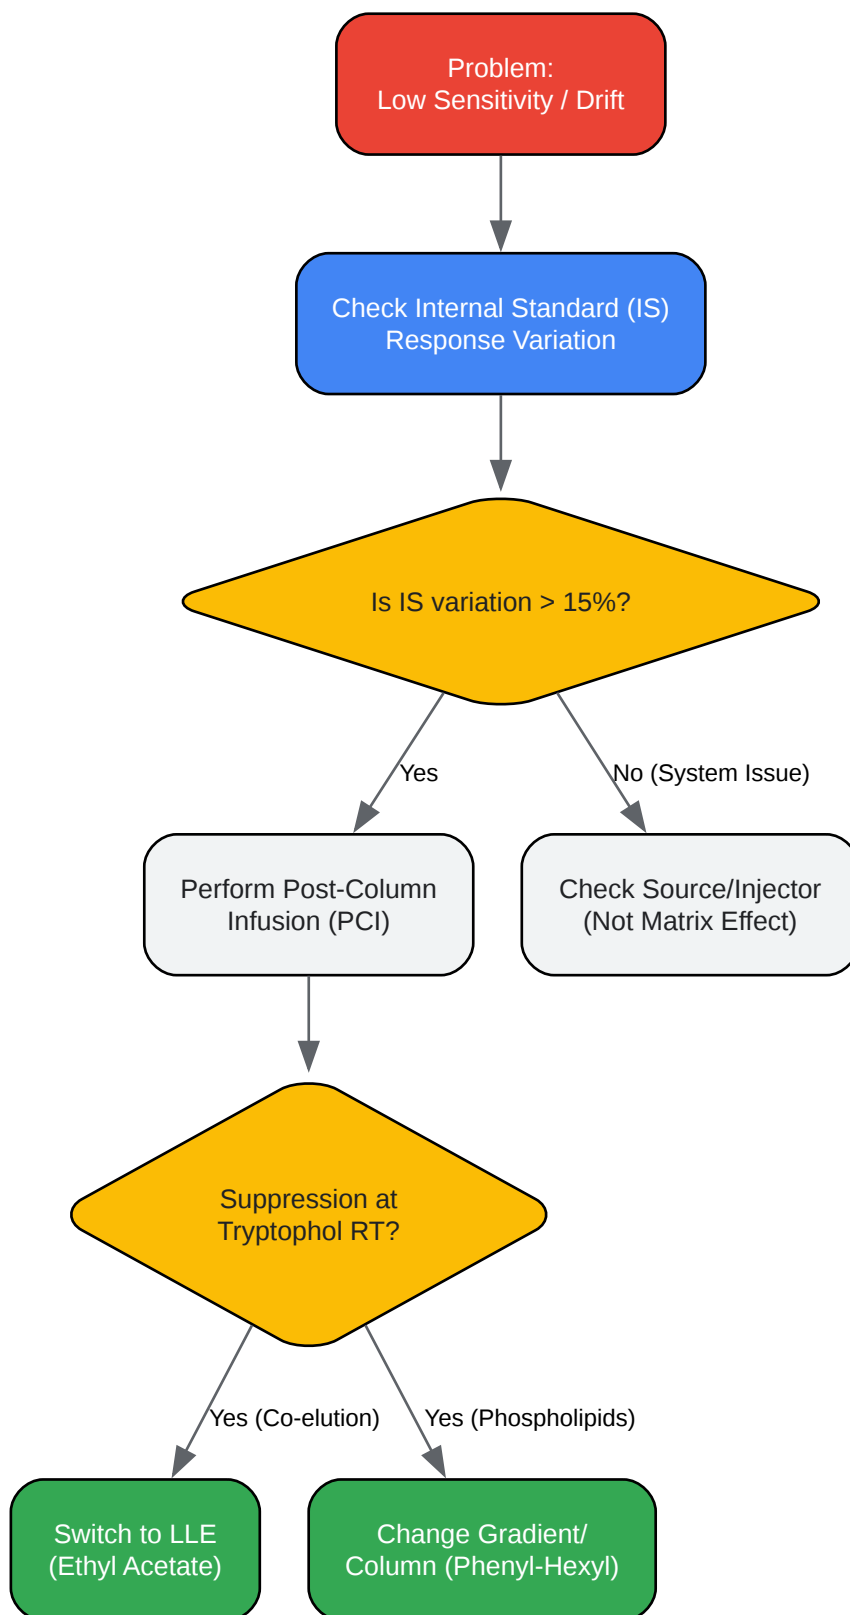 Problem:
Low Sensitivity / Drift
Check Internal Standard (IS)
Response Variation
Is IS variation > 15%?
Yes
No (System Issue)
Perform Post-Column
Infusion (PCI)
Check Source/Injector
(Not Matrix Effect)
Suppression at
Tryptophol RT?
Yes (Co-elution)
Yes (Phospholipids)
Switch to LLE
(Ethyl Acetate)
Change Gradient/
Column (Phenyl-Hexyl)